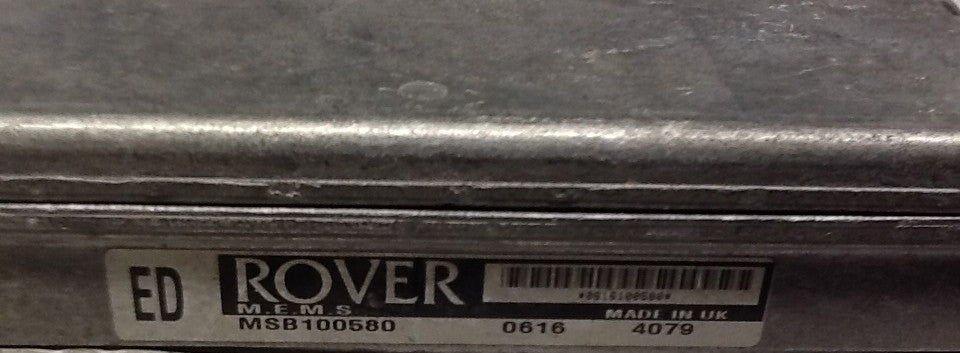 ED
ROVER
M.E.M.S
MADE IN UK
MSB100580 0616 4079